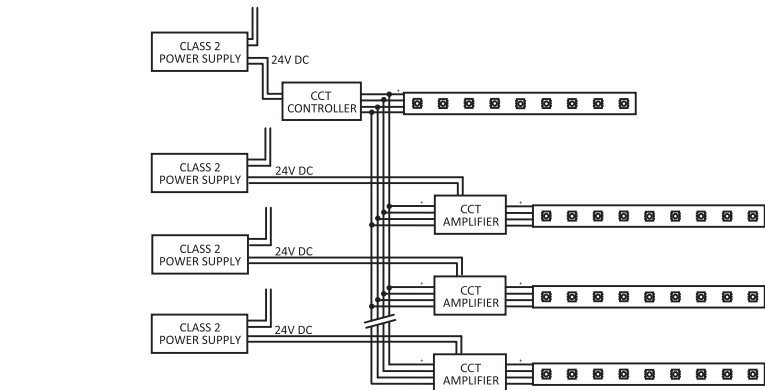 CLASS 2
POWER SUPPLY
24V DC
CCT
CONTROLLER
+
CLASS 2
POWER SUPPLY
24V DC
CCT
AMPLIFIER
+
+
CLASS 2
POWER SUPPLY
24V DC
CCT
AMPLIFIER
+
+
CLASS 2
POWER SUPPLY
24V DC
CCT
AMPLIFIER
+
+